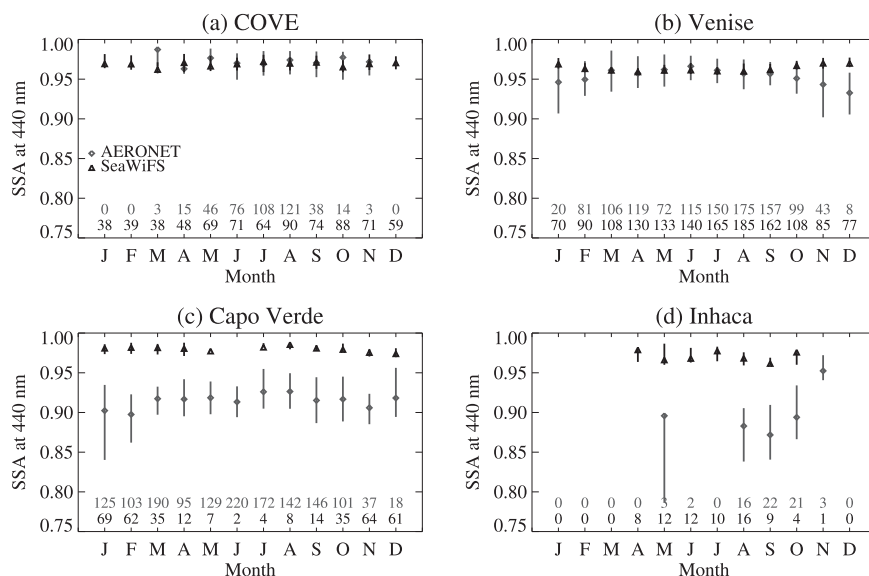 (a) COVE
(b) Venise
1.00
0.95
0.90
0.85
0.80
0.75
SSA at 440 nm
AERONET
SeaWiFS
0 0 3 15 46 76 108 121 38 14 3 0
38 39 38 48 69 71 64 90 74 88 71 59
J F M A M J J A S O N D
Month
1.00
0.95
0.90
0.85
0.80
0.75
SSA at 440 nm
20 81 106 119 72 115 150 175 157 99 43 8
70 90 108 130 133 140 165 185 162 108 85 77
J F M A M J J A S O N D
Month
(c) Capo Verde
(d) Inhaca
1.00
0.95
0.90
0.85
0.80
0.75
SSA at 440 nm
125 103 190 95 129 220 172 142 146 101 37 18
69 62 35 12 7 2 4 8 14 35 64 61
J F M A M J J A S O N D
Month
1.00
0.95
0.90
0.85
0.80
0.75
SSA at 440 nm
0 0 0 0 3 2 0 16 22 21 3 0
0 0 0 8 12 12 10 16 9 4 1 0
J F M A M J J A S O N D
Month